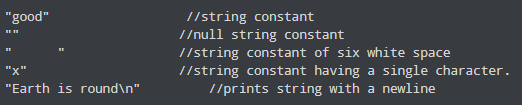 "good"                    //string constant
""                        //null string constant
"      "                  //string constant of six white space
"x"                       //string constant having a single character.
"Earth is round\n"        //prints string with a newline